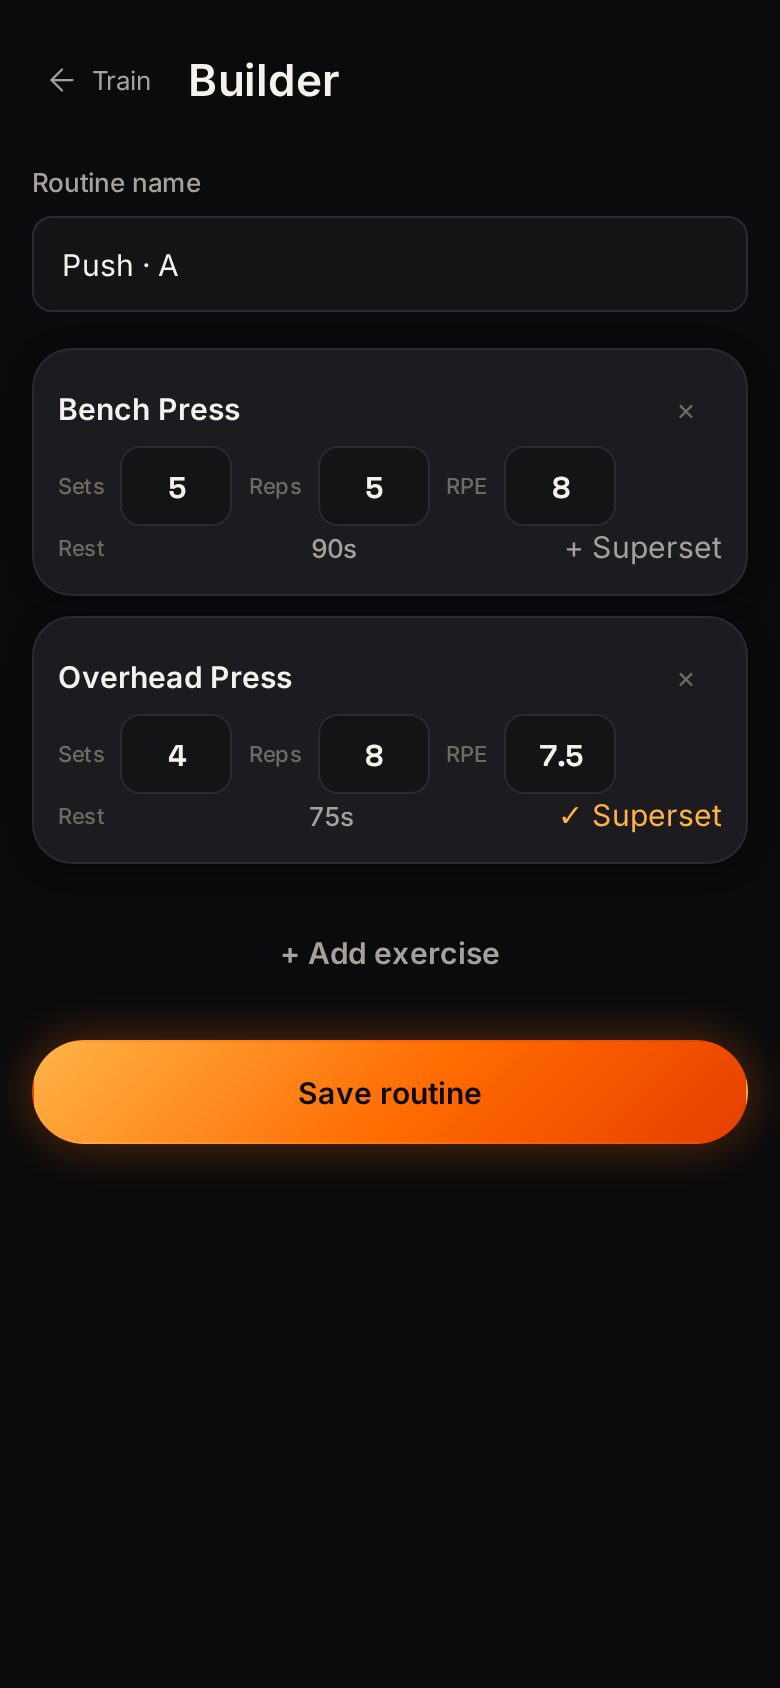 ← Train Builder
Routine name
Push · A
Bench Press ×
Sets 5 Reps 5 RPE 8
Rest 90s + Superset
Overhead Press ×
Sets 4 Reps 8 RPE 7.5
Rest 75s ✓ Superset
+ Add exercise
Save routine